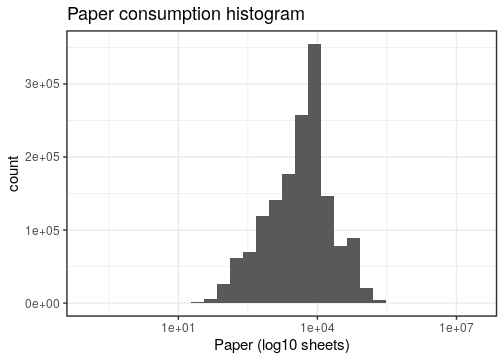 Paper consumption histogram
3e+05
2e+05
1e+05
0e+00
count
1e+01 1e+04 1e+07
Paper (log10 sheets)